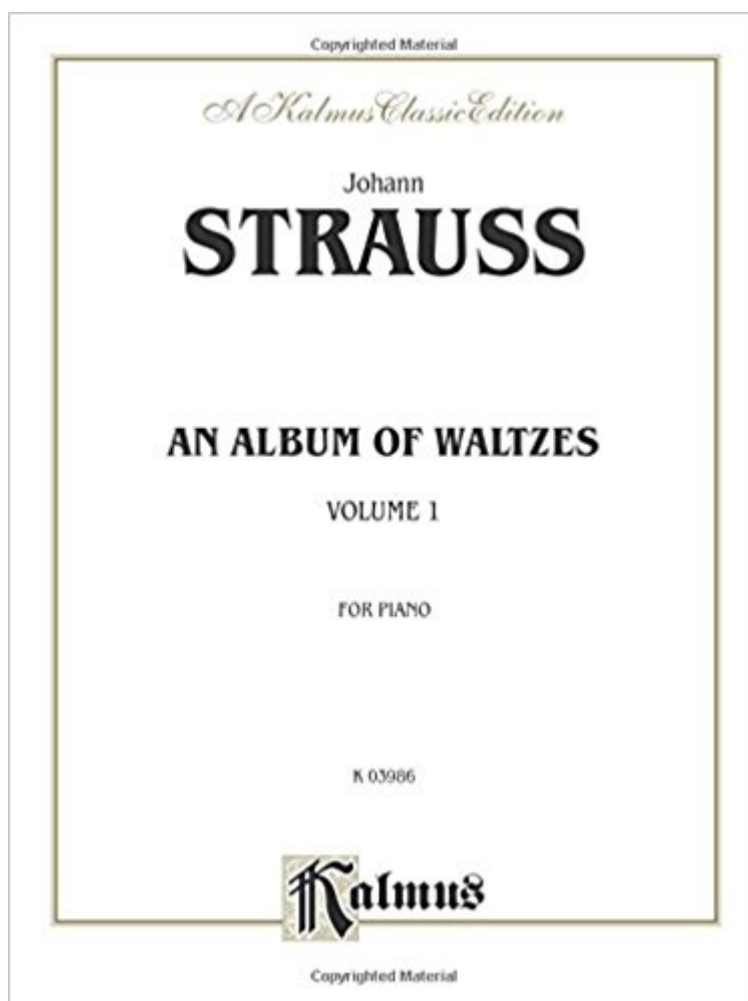 Copyrighted Material
A Kalmus Classic Edition
Johann
STRAUSS
AN ALBUM OF WALTZES
VOLUME 1
FOR PIANO
K 03986
Kalmus
Copyrighted Material